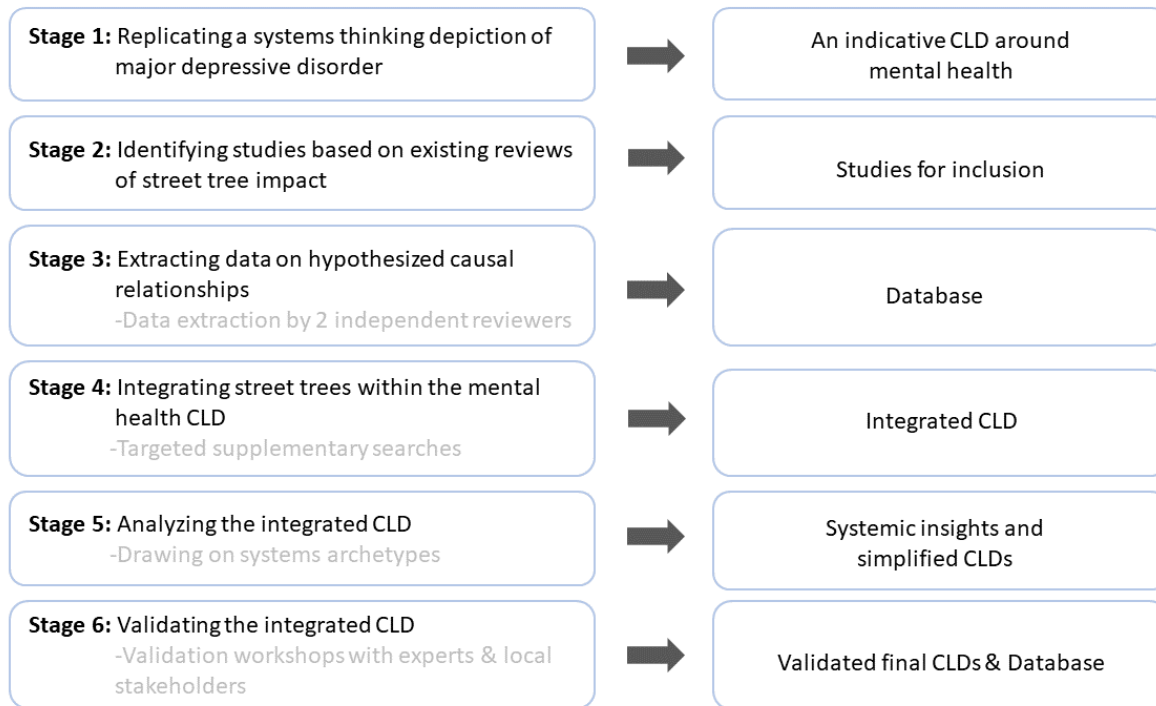 Stage 1: Replicating a systems thinking depiction of
major depressive disorder
An indicative CLD around
mental health
Stage 2: Identifying studies based on existing reviews
of street tree impact
Studies for inclusion
Stage 3: Extracting data on hypothesized causal
relationships
-Data extraction by 2 independent reviewers
Database
Stage 4: Integrating street trees within the mental
health CLD
-Targeted supplementary searches
Integrated CLD
Stage 5: Analyzing the integrated CLD
-Drawing on systems archetypes
Systemic insights and
simplified CLDs
Stage 6: Validating the integrated CLD
-Validation workshops with experts & local
stakeholders
Validated final CLDs & Database